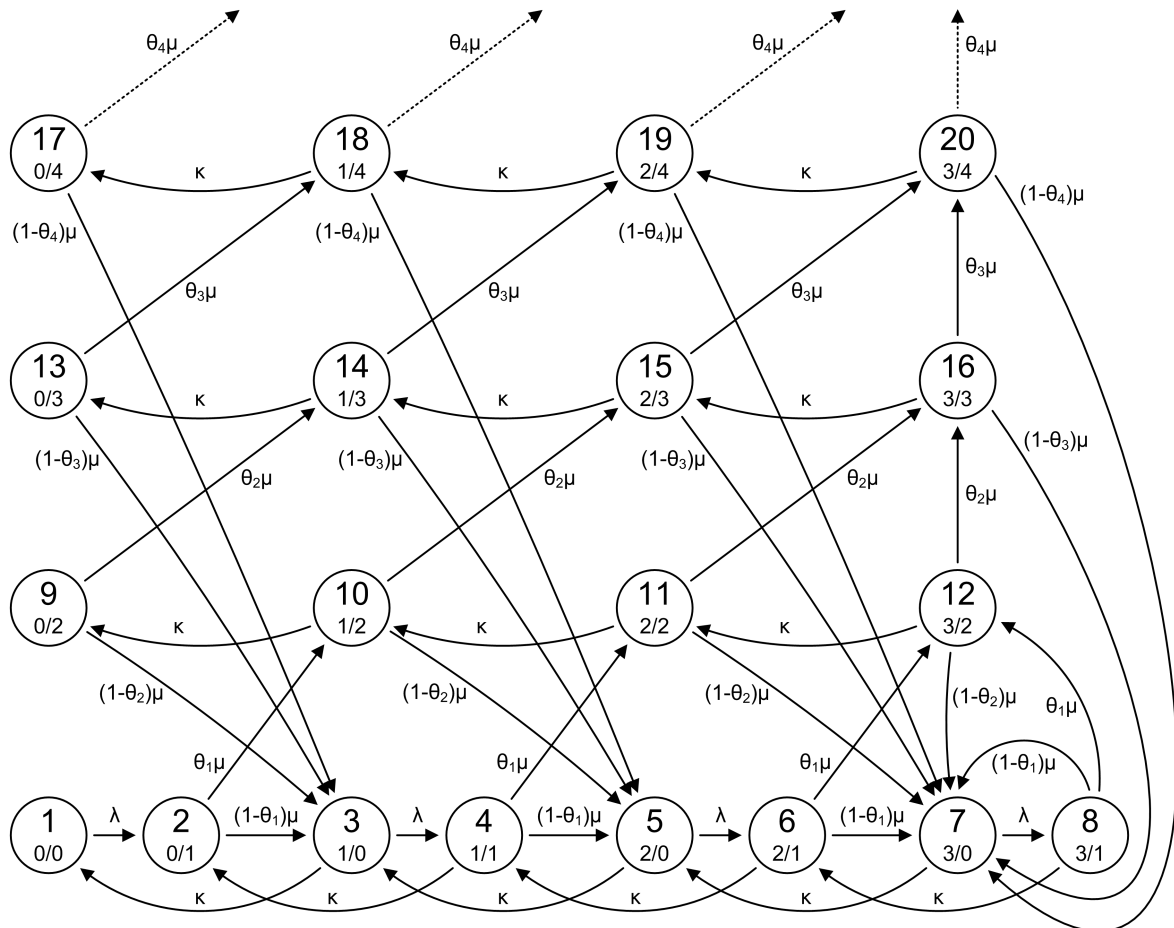 θ₄μ θ₄μ θ₄μ θ₄μ
17 18 19 20
0/4 1/4 2/4 3/4
κ κ κ
(1-θ₄)μ (1-θ₄)μ (1-θ₄)μ (1-θ₄)μ
θ₃μ θ₃μ θ₃μ θ₃μ
13 14 15 16
0/3 1/3 2/3 3/3
κ κ κ
(1-θ₃)μ (1-θ₃)μ (1-θ₃)μ (1-θ₃)μ
θ₂μ θ₂μ θ₂μ θ₂μ
9 10 11 12
0/2 1/2 2/2 3/2
κ κ κ
(1-θ₂)μ (1-θ₂)μ (1-θ₂)μ (1-θ₂)μ
θ₁μ θ₁μ θ₁μ θ₁μ
(1-θ₁)μ
1 λ 2 (1-θ₁)μ 3 λ 4 (1-θ₁)μ 5 λ 6 (1-θ₁)μ 7 λ 8
0/0 0/1 1/0 1/1 2/0 2/1 3/0 3/1
κ κ κ κ κ κ